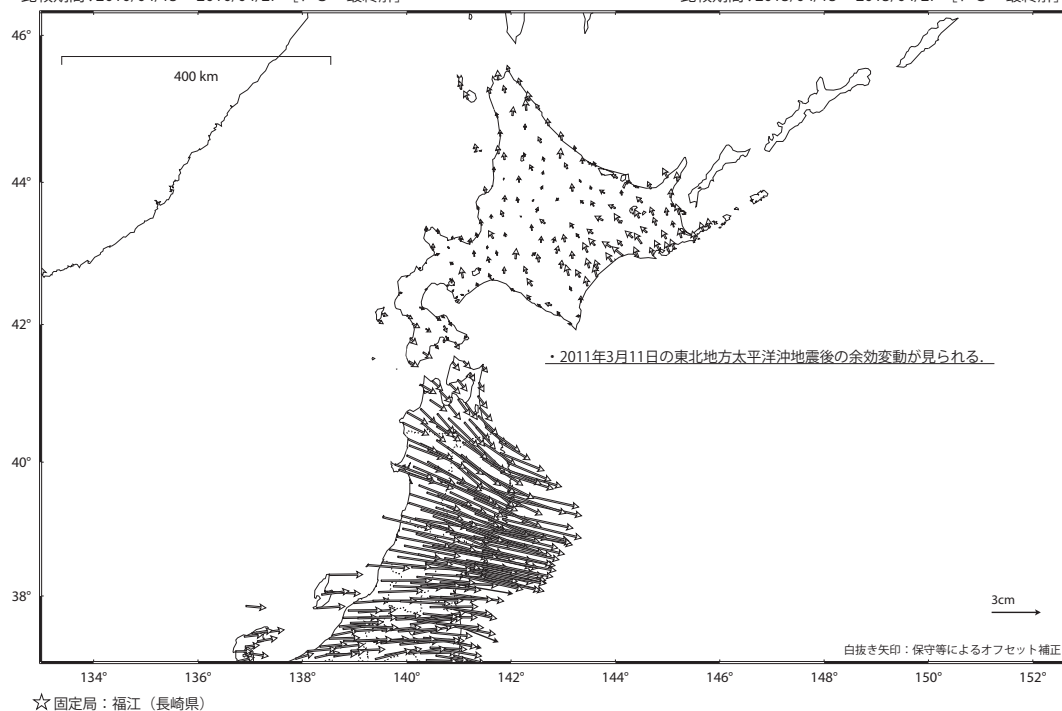 46°
400 km
44°
42°
・2011年3月11日の東北地方太平洋沖地震後の余効変動が見られる.
40°
38°
3cm
白抜き矢印：保守等によるオフセット補正
134° 136° 138° 140° 142° 144° 146° 148° 150° 152°
☆ 固定局：福江（長崎県）